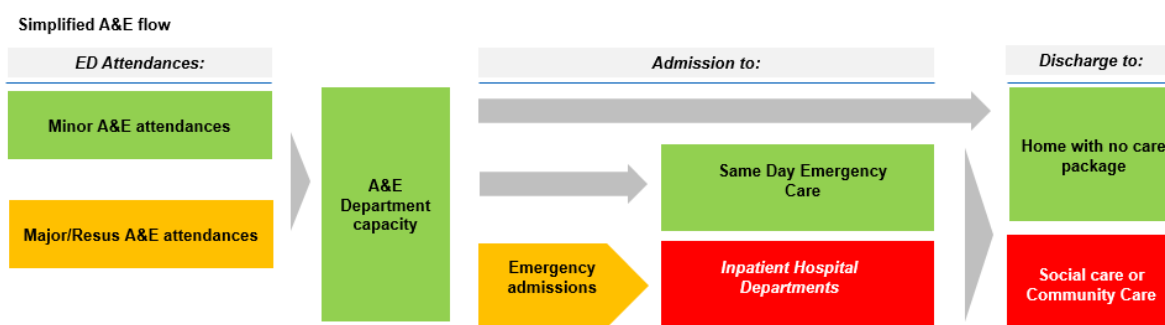 Simplified A&E flow
ED Attendances:
Admission to:
Discharge to:
Minor A&E attendances
Major/Resus A&E attendances
A&E
Department
capacity
Same Day Emergency
Care
Emergency
admissions
Inpatient Hospital
Departments
Home with no care
package
Social care or
Community Care